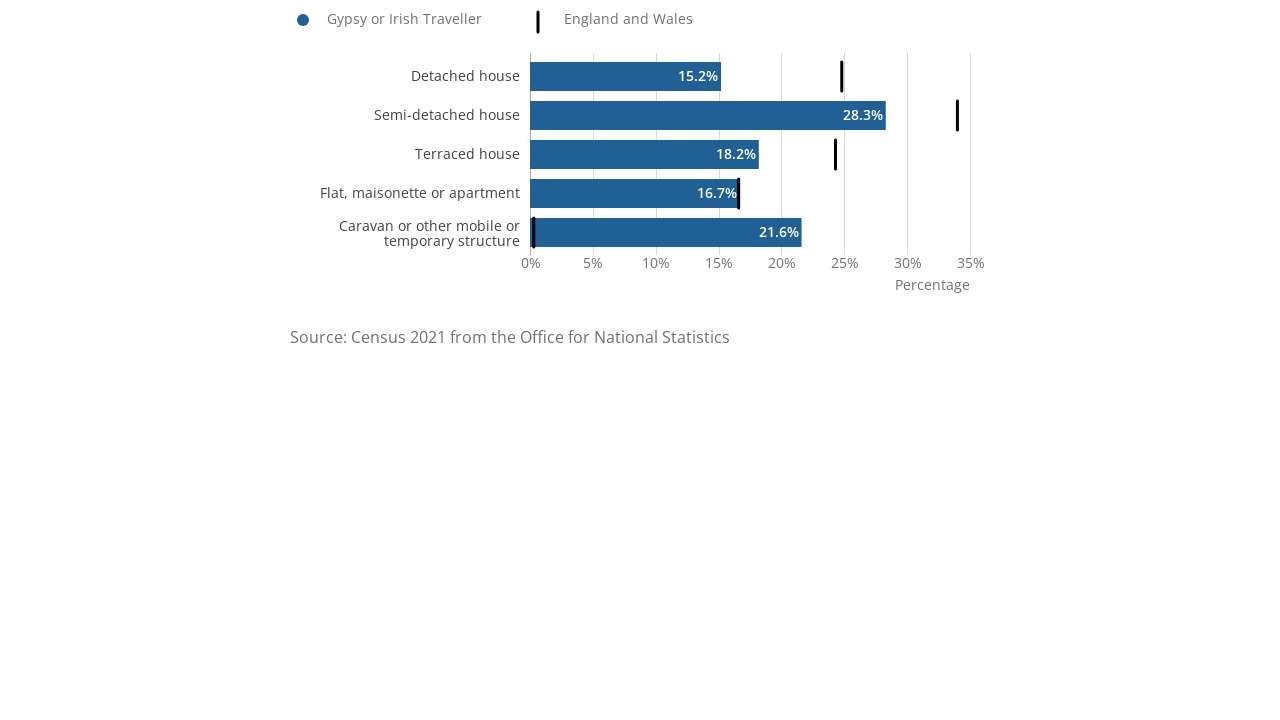 Gypsy or Irish Traveller
England and Wales
Detached house
15.2%
Semi-detached house
28.3%
Terraced house
18.2%
Flat, maisonette or apartment
16.7%
Caravan or other mobile or
temporary structure
21.6%
0% 5% 10% 15% 20% 25% 30% 35%
Percentage
Source: Census 2021 from the Office for National Statistics